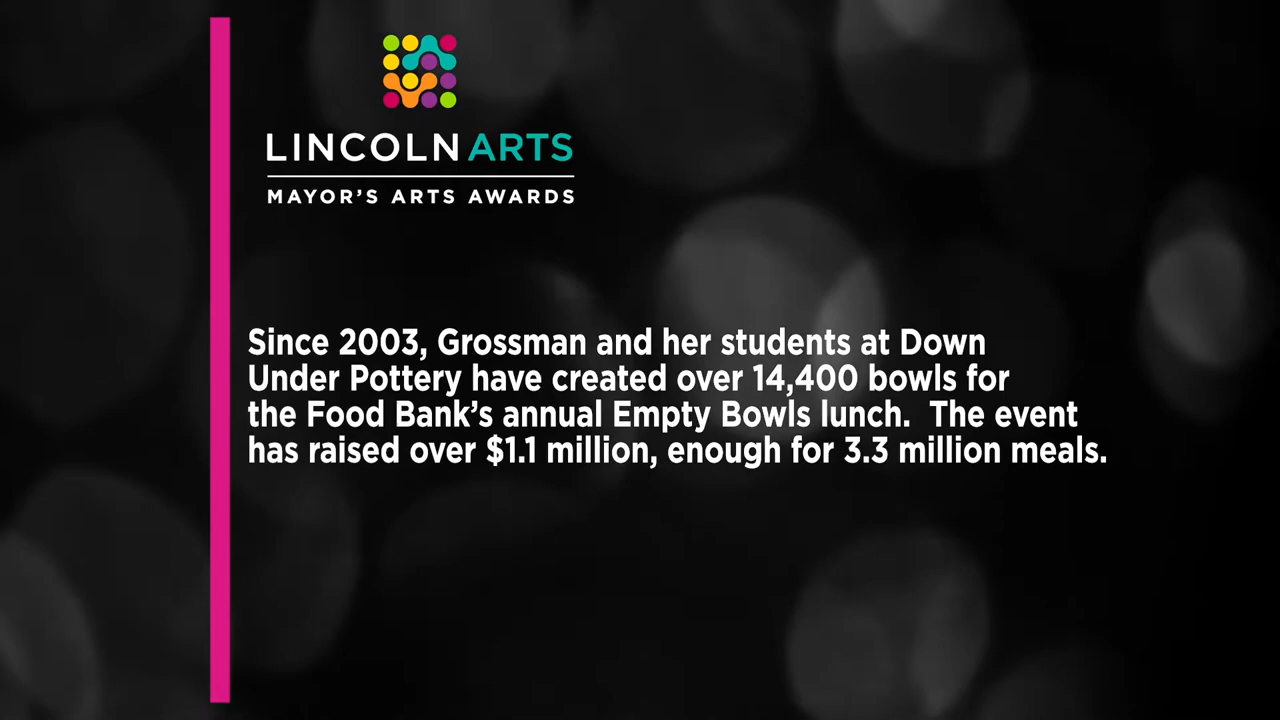 LINCOLN ARTS
MAYOR'S ARTS AWARDS
Since 2003, Grossman and her students at Down
Under Pottery have created over 14,400 bowls for
the Food Bank’s annual Empty Bowls lunch.  The event
has raised over $1.1 million, enough for 3.3 million meals.